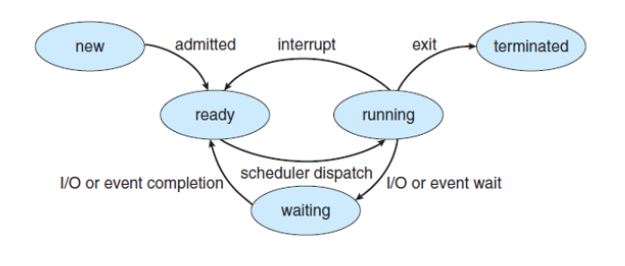 new
admitted
interrupt
exit
terminated
ready
running
scheduler dispatch
I/O or event completion
I/O or event wait
waiting